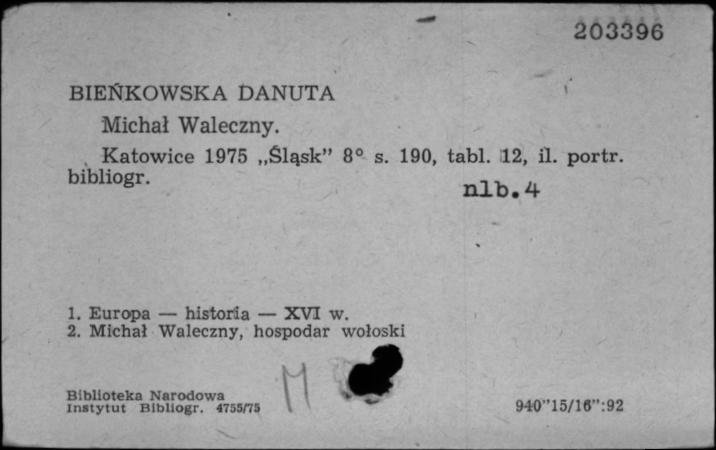 203396
BIEŃKOWSKA DANUTA
Michał Waleczny.
Katowice 1975 „Śląsk” 8° s. 190, tabl. 12, il. portr.
bibliogr.
nlb. 4
1. Europa — historia — XVI w.
2. Michał Waleczny, hospodar wołoski
M
Biblioteka Narodowa
Instytut Bibliogr. 4755/75
940"15/16":92